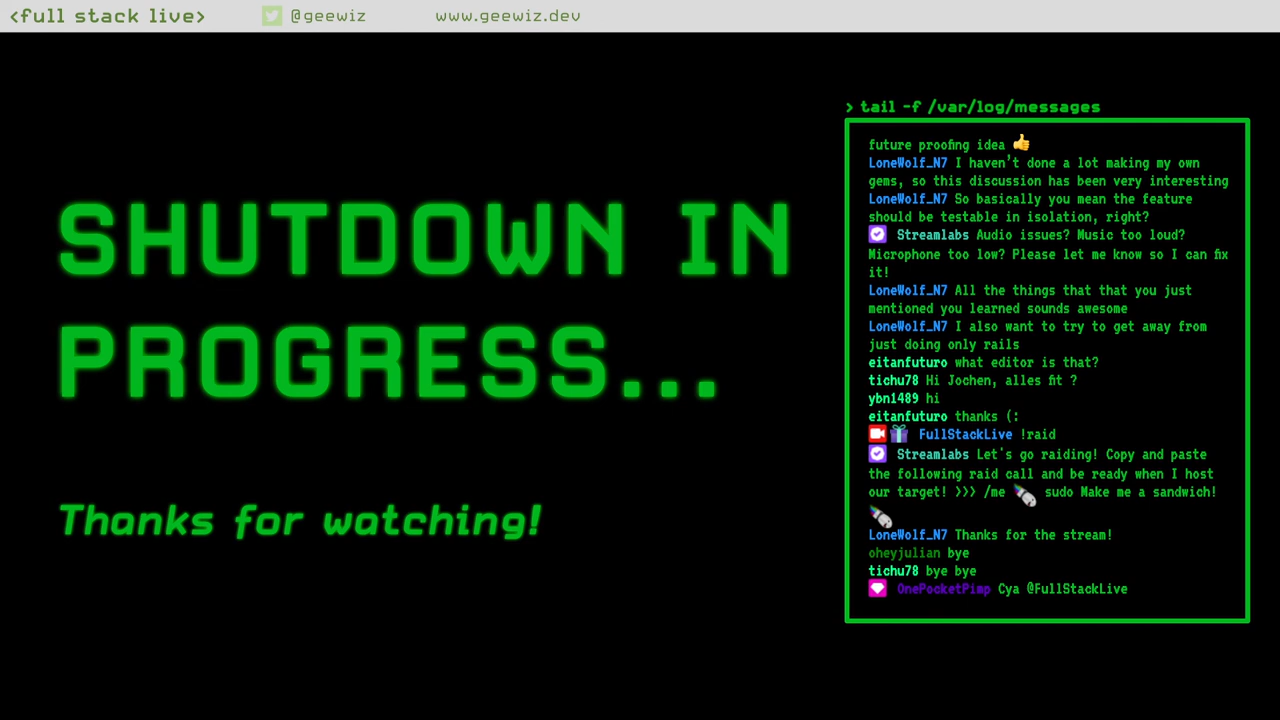 <full stack live> @geewiz www.geewiz.dev
SHUTDOWN IN
PROGRESS...
Thanks for watching!
> tail -f /var/log/messages
future proofing idea 👍
LoneWolf_N7 I haven't done a lot making my own
gems, so this discussion has been very interesting
LoneWolf_N7 So basically you mean the feature
should be testable in isolation, right?
Streamlabs Audio issues? Music too loud?
Microphone too low? Please let me know so I can fix
it!
LoneWolf_N7 All the things that that you just
mentioned you learned sounds awesome
LoneWolf_N7 I also want to try to get away from
just doing only rails
eitanfuturo what editor is that?
tichu78 Hi Jochen, alles fit ?
ybn1489 hi
eitanfuturo thanks (:
FullStackLive !raid
Streamlabs Let's go raiding! Copy and paste
the following raid call and be ready when I host
our target! >>> /me sudo Make me a sandwich!
LoneWolf_N7 Thanks for the stream!
oheyjulian bye
tichu78 bye bye
OnePocketPimp Cya @FullStackLive